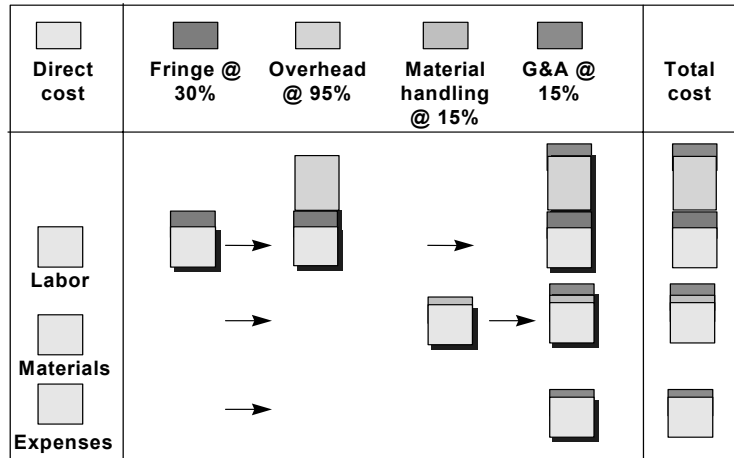 Direct cost
Fringe @ 30%
Overhead @ 95%
Material handling @ 15%
G&A @ 15%
Total cost
Labor
Materials
Expenses